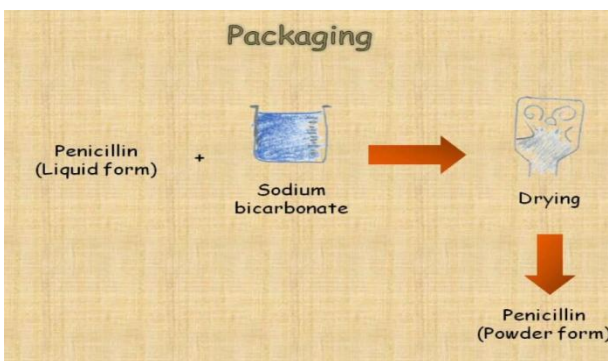 Packaging
Penicillin
(Liquid form)
+
Sodium
bicarbonate
Drying
Penicillin
(Powder form)